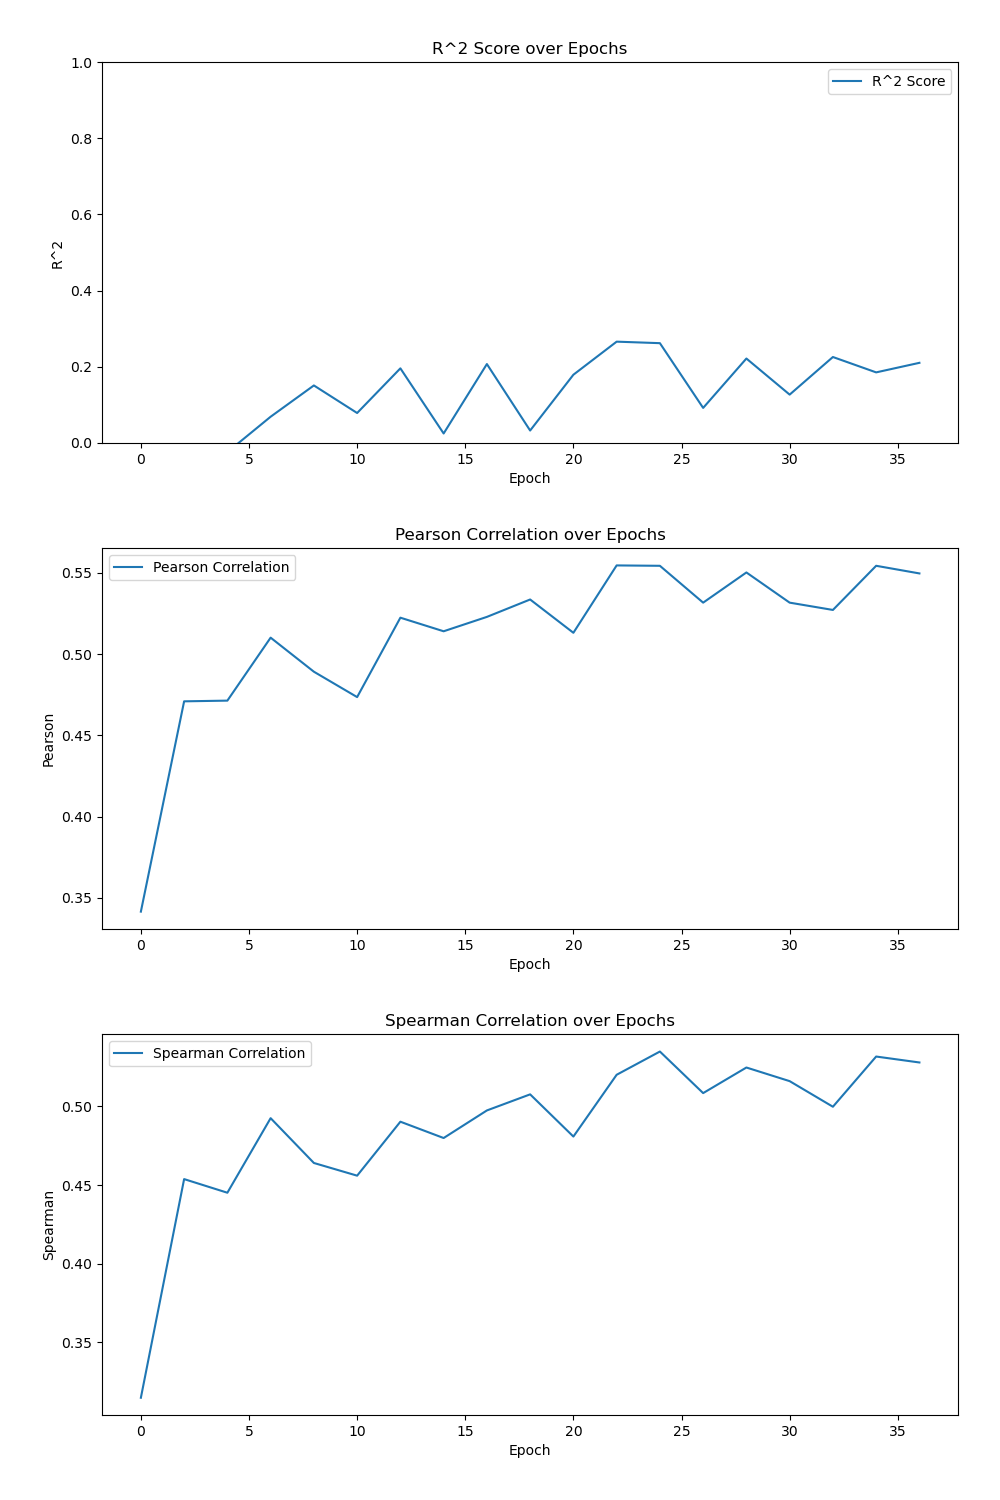 R^2 Score over Epochs
R^2 Score
1.0
0.8
0.6
0.4
0.2
0.0
R^2
0 5 10 15 20 25 30 35
Epoch
Pearson Correlation over Epochs
Pearson Correlation
0.55
0.50
0.45
0.40
0.35
Pearson
0 5 10 15 20 25 30 35
Epoch
Spearman Correlation over Epochs
Spearman Correlation
0.50
0.45
0.40
0.35
Spearman
0 5 10 15 20 25 30 35
Epoch